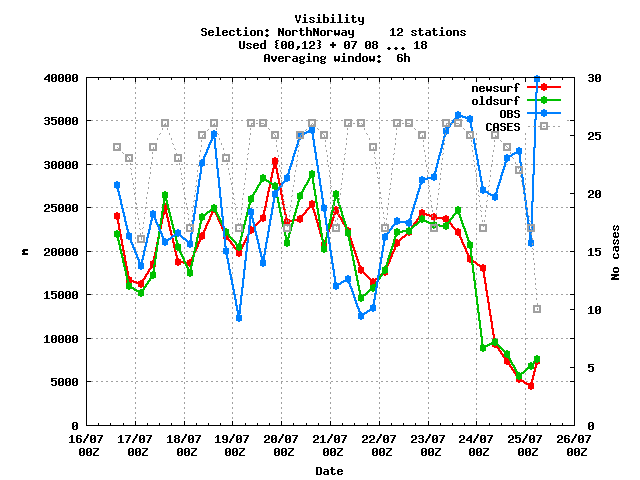 Visibility
Selection: NorthNorway     12 stations
Used {00,12} + 07 08 ... 18
Averaging window:  6h
40000
35000
30000
25000
20000
15000
10000
5000
0
30
25
20
15
10
5
0
newsurf
oldsurf
OBS
CASES
m
No cases
16/07 17/07 18/07 19/07 20/07 21/07 22/07 23/07 24/07 25/07 26/07
00Z 00Z 00Z 00Z 00Z 00Z 00Z 00Z 00Z 00Z 00Z
Date